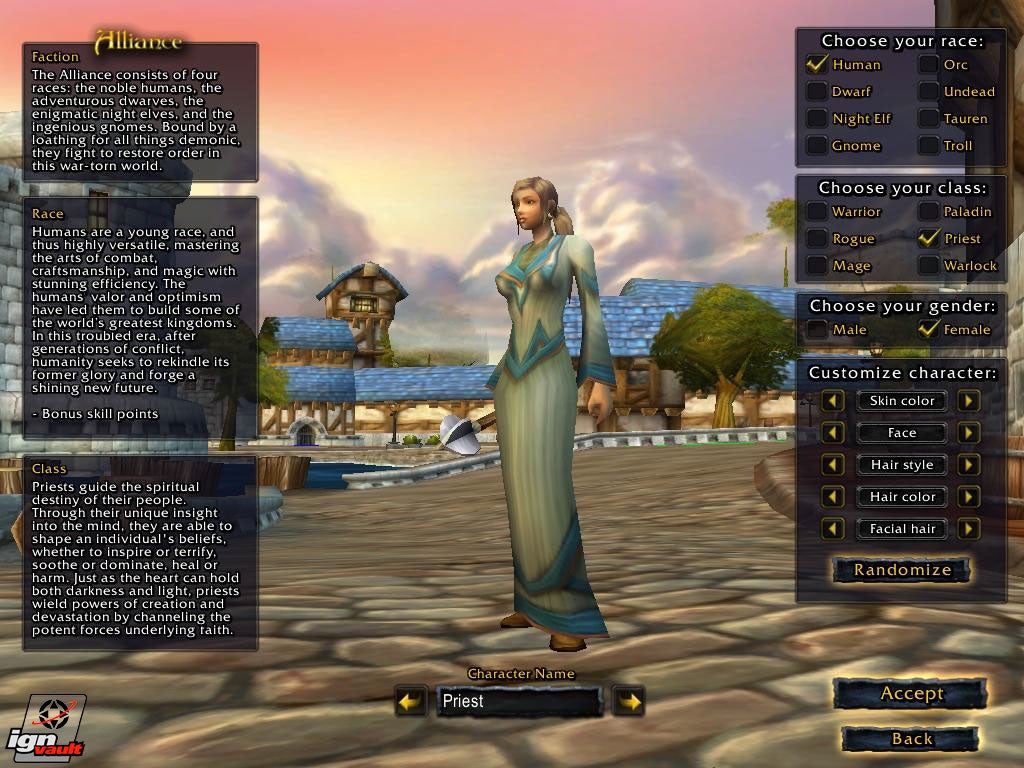 Alliance
Faction
The Alliance consists of four
races: the noble humans, the
adventurous dwarves, the
enigmatic night elves, and the
ingenious gnomes. Bound by a
loathing for all things demonic,
they fight to restore order in
this war-torn world.
Race
Humans are a young race, and
thus highly versatile, mastering
the arts of combat,
craftsmanship, and magic with
stunning efficiency. The
humans' valor and optimism
have led them to build some of
the world's greatest kingdoms.
In this troubled era, after
generations of conflict,
humanity seeks to rekindle its
former glory and forge a
shining new future.
- Bonus skill points
Class
Priests guide the spiritual
destiny of their people.
Through their unique insight
into the mind, they are able to
shape an individual's beliefs,
whether to inspire or terrify,
soothe or dominate, heal or
harm. Just as the heart can hold
both darkness and light, priests
wield powers of creation and
devastation by channeling the
potent forces underlying faith.
ign
vault
Character Name
Priest
Choose your race:
Human Orc
Dwarf Undead
Night Elf Tauren
Gnome Troll
Choose your class:
Warrior Paladin
Rogue Priest
Mage Warlock
Choose your gender:
Male Female
Customize character:
Skin color
Face
Hair style
Hair color
Facial hair
Randomize
Accept
Back